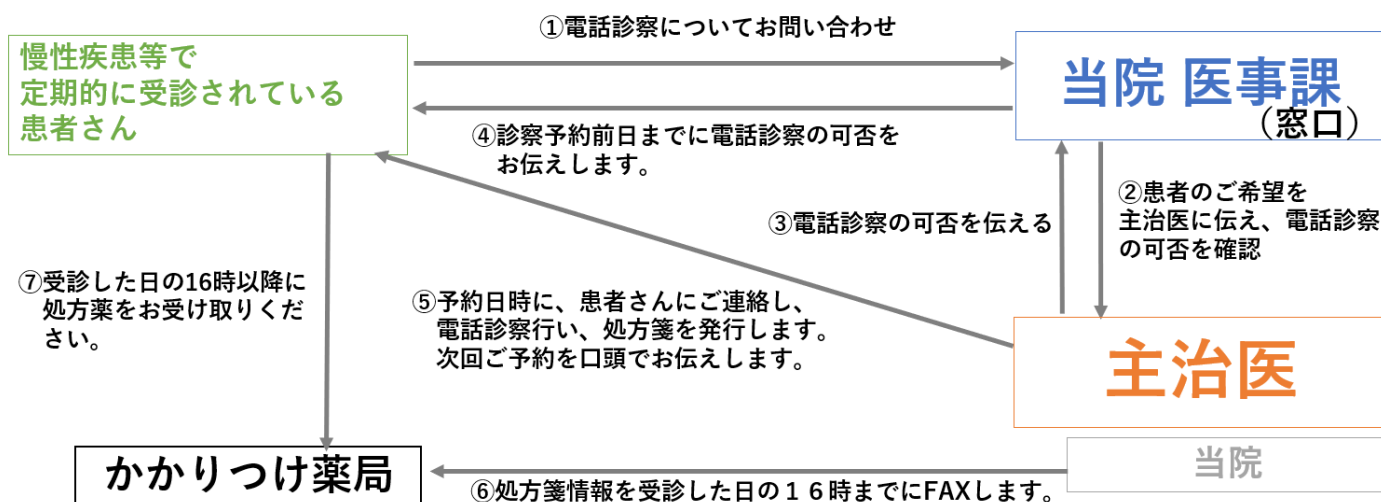 ①電話診察についてお問い合わせ
慢性疾患等で
定期的に受診されている
患者さん
当院 医事課
（窓口）
④診察予約前日までに電話診察の可否を
お伝えします。
②患者のご希望を
主治医に伝え、電話診察
の可否を確認
③電話診察の可否を伝える
⑦受診した日の16時以降に
処方薬をお受け取りくだ
さい。
⑤予約日時に、患者さんにご連絡し、
電話診察行い、処方箋を発行します。
次回ご予約を口頭でお伝えします。
主治医
かかりつけ薬局
当院
⑥処方箋情報を受診した日の１６時までにFAXします。